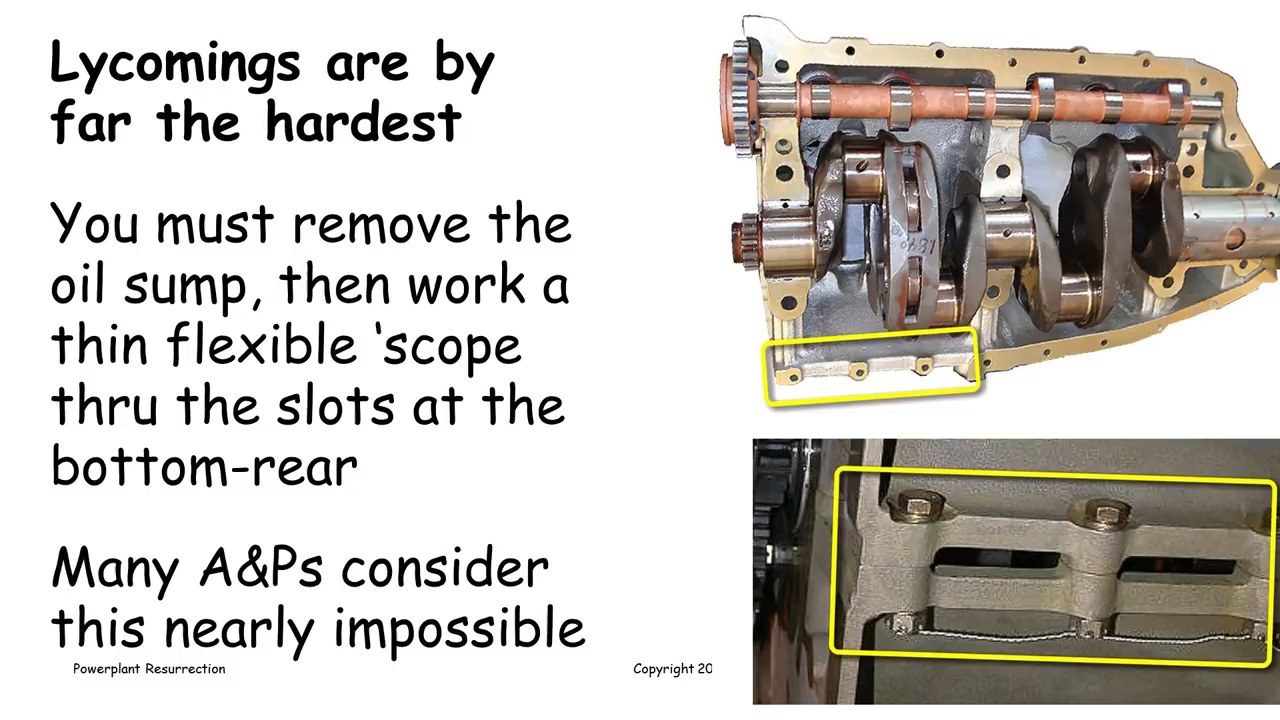 Lycomings are by
far the hardest
You must remove the
oil sump, then work a
thin flexible ‘scope
thru the slots at the
bottom-rear
Many A&Ps consider
this nearly impossible
Powerplant Resurrection
Copyright 20